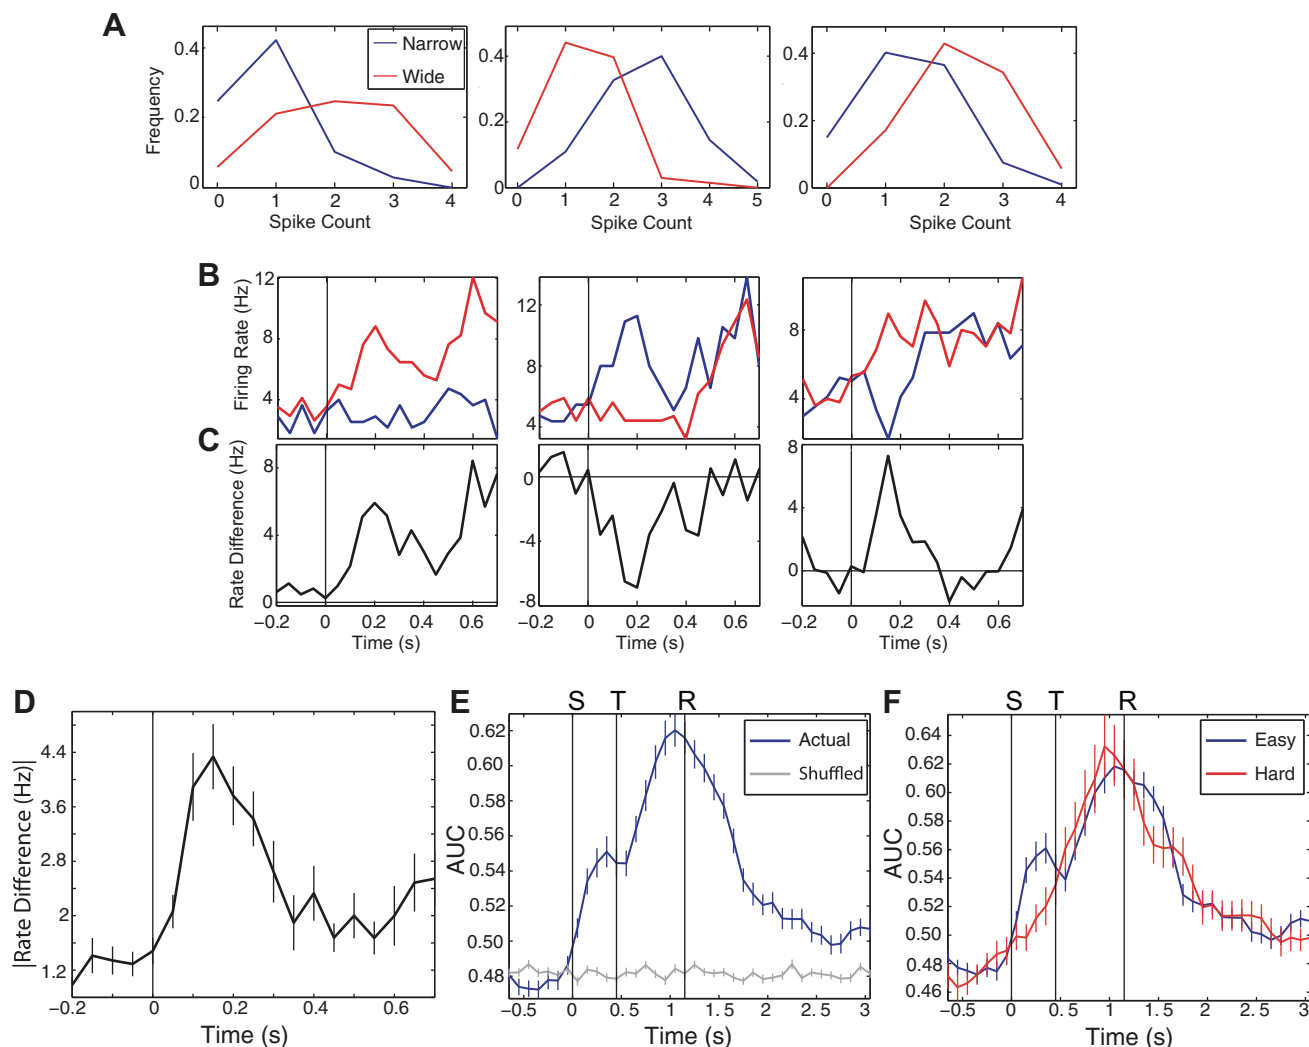 A
Frequency
0.4
0.2
0
Narrow
Wide
0 1 2 3 4
Spike Count
0.4
0.2
0
0 1 2 3 4 5
Spike Count
0.4
0.2
0
0 1 2 3 4
Spike Count
B
Firing Rate (Hz)
12
8
4
12
8
4
8
4
C
Rate Difference (Hz)
8
4
0
−0.2 0 0.2 0.4 0.6
Time (s)
0
-4
-8
−0.2 0 0.2 0.4 0.6
Time (s)
8
4
0
−0.2 0 0.2 0.4 0.6
Time (s)
D
|Rate Difference (Hz)|
4.4
3.6
2.8
2
1.2
−0.2 0 0.2 0.4 0.6
Time (s)
E
S T R
AUC
0.62
0.60
0.58
0.56
0.54
0.52
0.50
0.48
Actual
Shuffled
-0.5 0 0.5 1 1.5 2 2.5 3
Time (s)
F
S T R
AUC
0.64
0.62
0.60
0.58
0.56
0.54
0.52
0.50
0.48
0.46
Easy
Hard
-0.5 0 0.5 1 1.5 2 2.5 3
Time (s)